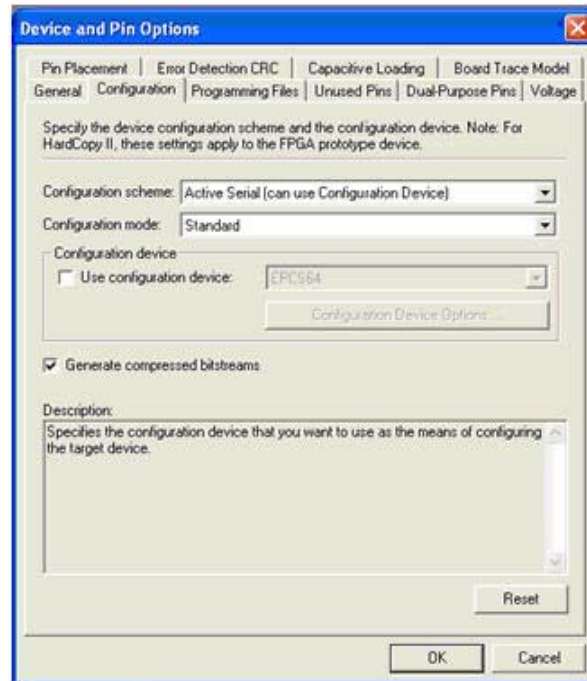 Device and Pin Options
Pin Placement Error Detection CRC Capacitive Loading Board Trace Model
General Configuration Programming Files Unused Pins Dual-Purpose Pins Voltage
Specify the device configuration scheme and the configuration device. Note: For
HardCopy II, these settings apply to the FPGA prototype device.
Configuration scheme: Active Serial (can use Configuration Device)
Configuration mode: Standard
Configuration device
Use configuration device: EPCS64
Configuration Device Options...
Generate compressed bitstreams
Description:
Specifies the configuration device that you want to use as the means of configuring
the target device.
Reset
OK Cancel